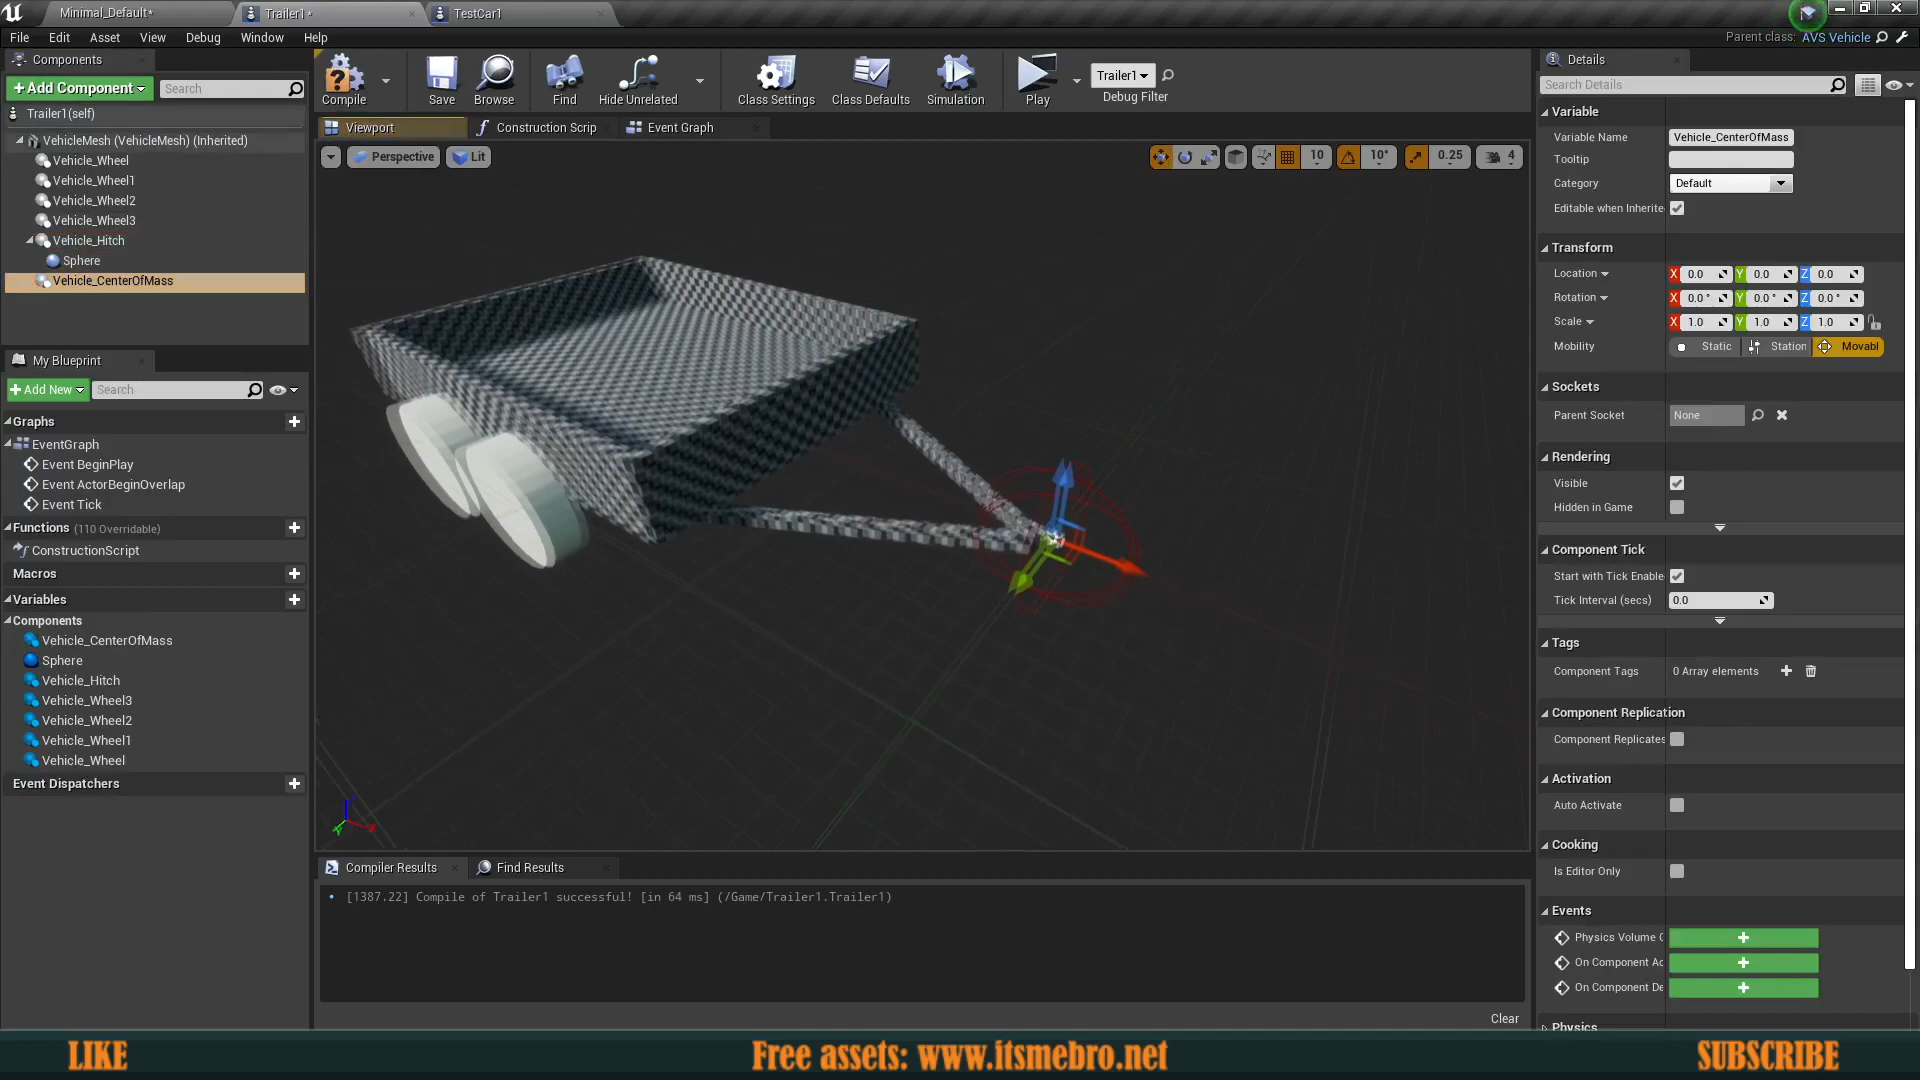 Minimal_Default*
Trailer1*
TestCar1
File Edit Asset View Debug Window Help
Parent class: AVS Vehicle
Components
+Add Component
Search
Trailer1(self)
VehicleMesh (VehicleMesh) (Inherited)
Vehicle_Wheel
Vehicle_Wheel1
Vehicle_Wheel2
Vehicle_Wheel3
Vehicle_Hitch
Sphere
Vehicle_CenterOfMass
My Blueprint
+Add New
Search
Graphs
EventGraph
Event BeginPlay
Event ActorBeginOverlap
Event Tick
Functions (110 Overridable)
ConstructionScript
Macros
Variables
Components
Vehicle_CenterOfMass
Sphere
Vehicle_Hitch
Vehicle_Wheel3
Vehicle_Wheel2
Vehicle_Wheel1
Vehicle_Wheel
Event Dispatchers
Compile
Save
Browse
Find
Hide Unrelated
Class Settings
Class Defaults
Simulation
Play
Trailer1
Debug Filter
Viewport
Construction Scrip
Event Graph
Perspective
Lit
10
10°
0.25
4
X
Y
Compiler Results
Find Results
[1387.22] Compile of Trailer1 successful! [in 64 ms] (/Game/Trailer1.Trailer1)
Clear
Details
Search Details
Variable
Variable Name Vehicle_CenterOfMass
Tooltip
Category Default
Editable when Inherite
Transform
Location X 0.0 Y 0.0 Z 0.0
Rotation X 0.0 ° Y 0.0 ° Z 0.0 °
Scale X 1.0 Y 1.0 Z 1.0
Mobility Static Station Movabl
Sockets
Parent Socket None
Rendering
Visible
Hidden in Game
Component Tick
Start with Tick Enable
Tick Interval (secs) 0.0
Tags
Component Tags 0 Array elements
Component Replication
Component Replicates
Activation
Auto Activate
Cooking
Is Editor Only
Events
Physics Volume C
On Component Ac
On Component De
Physics
LIKE
Free assets: www.itsmebro.net
SUBSCRIBE